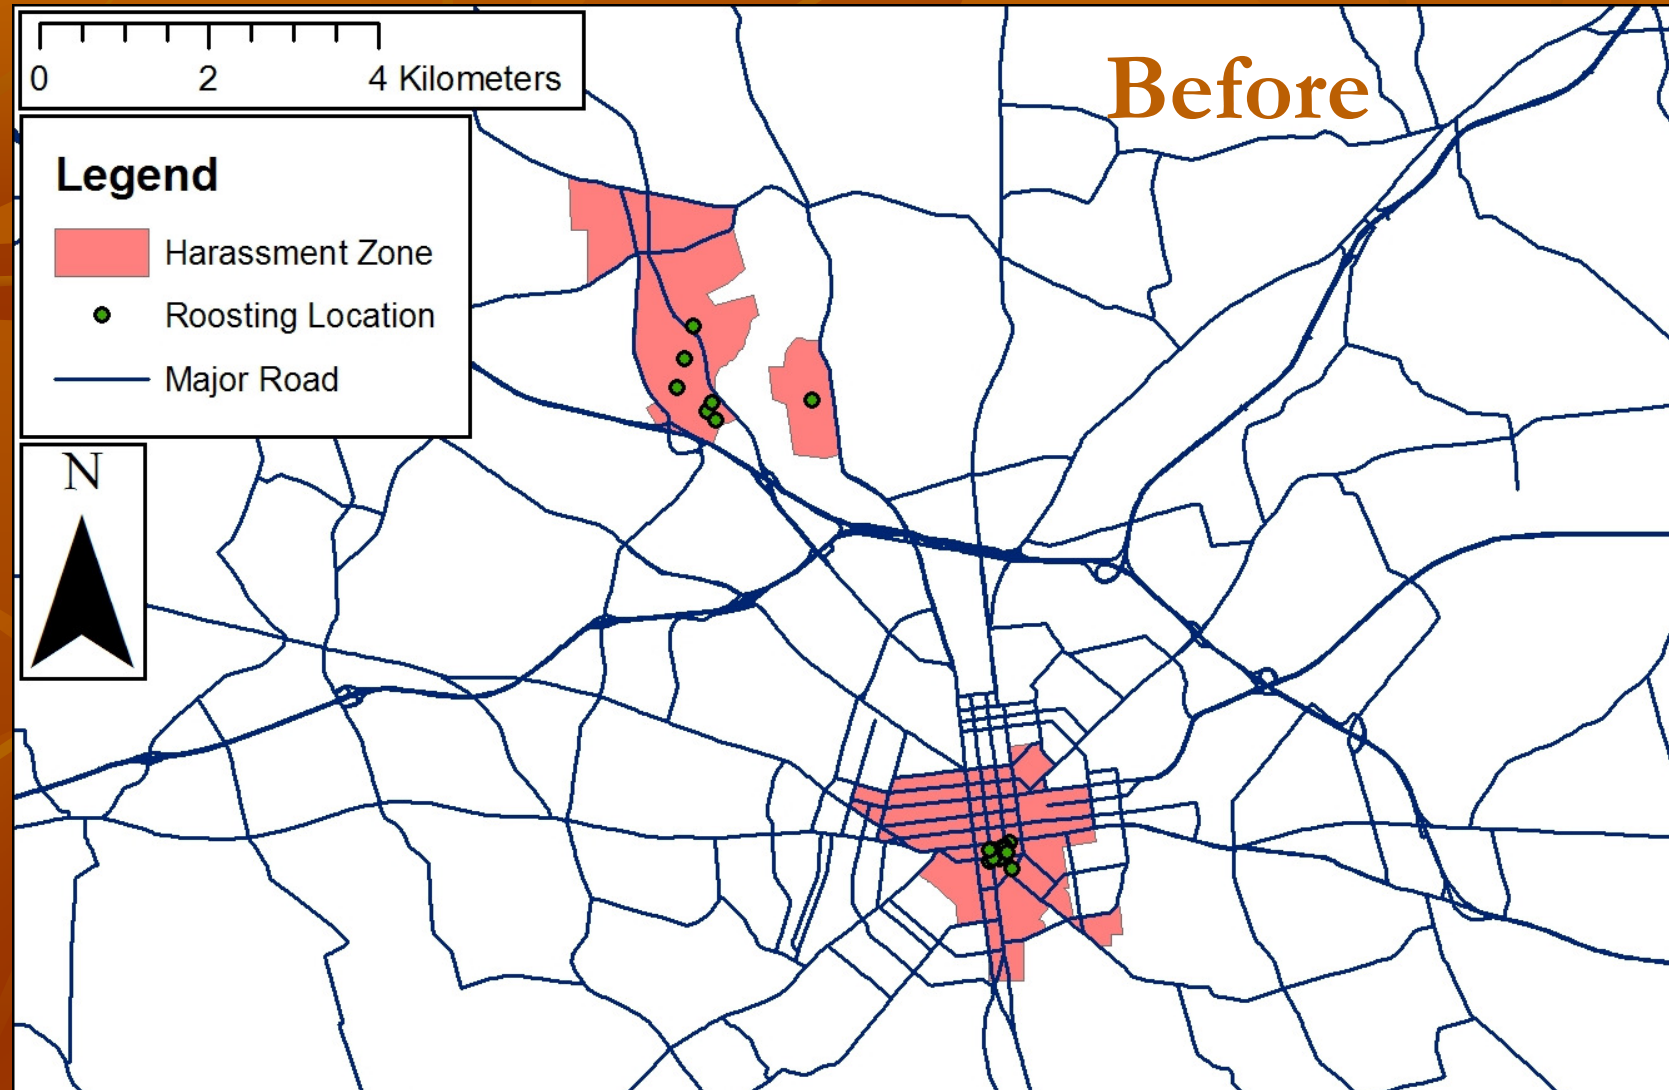 0 2 4 Kilometers
Before
Legend
Harassment Zone
Roosting Location
Major Road
N